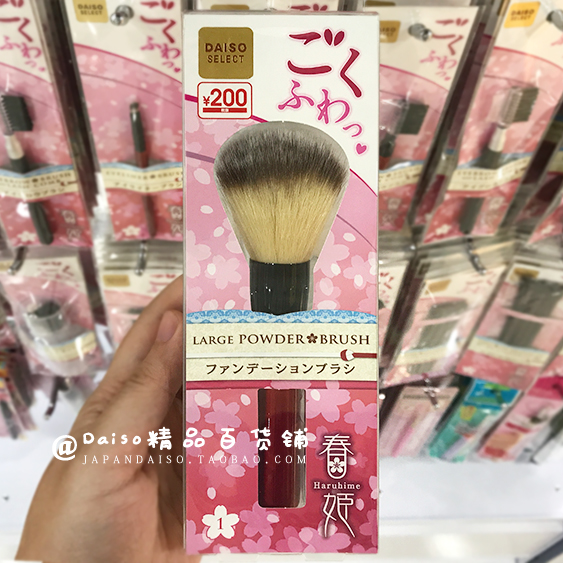 DAISO
SELECT
¥200
ごく
ふわっ
LARGE POWDER BRUSH
ファンデーションブラシ
@Daiso精品百货铺
JAPANDAISO.TAOBAO.COM
春
Haruhime
姫
1